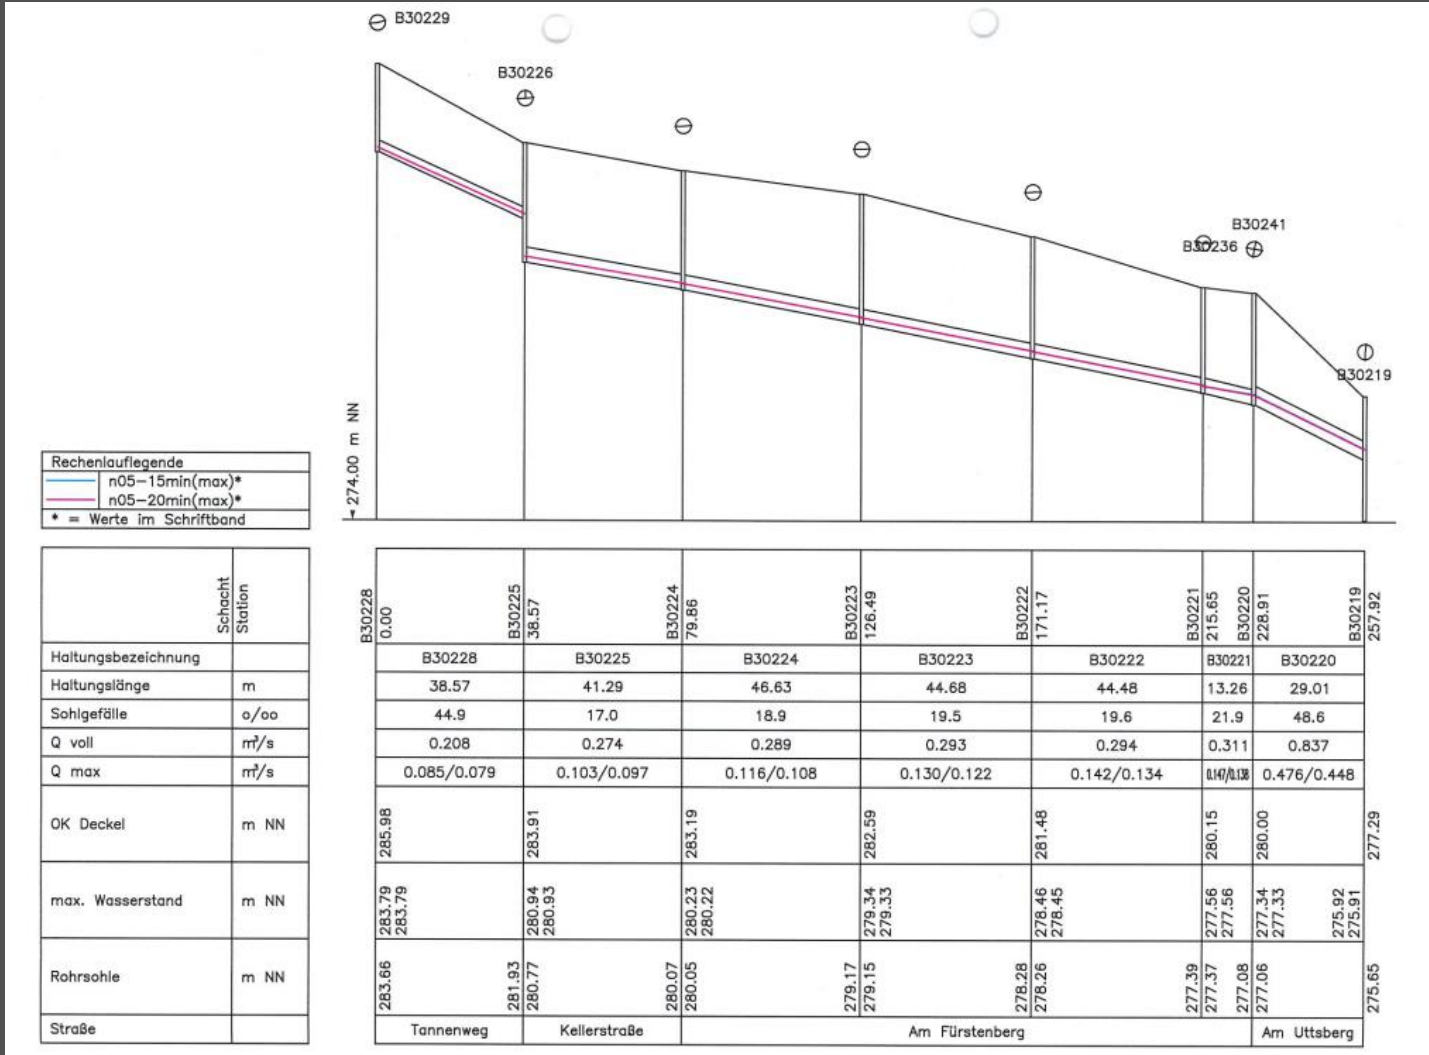 B30229
B30226
B30241
B30236
B30219
274.00 m NN
Rechenlauflegende
n05-15min(max)*
n05-20min(max)*
* = Werte im Schriftband
Schacht
Station
B30228 0.00 B30225 38.57 B30224 79.86 B30223 126.49 B30222 171.17 B30221 215.65 B30220 228.91 B30219 257.92
Haltungsbezeichnung B30228 B30225 B30224 B30223 B30222 B30221 B30220
Haltungslänge m 38.57 41.29 46.63 44.68 44.48 13.26 29.01
Sohlgefälle o/oo 44.9 17.0 18.9 19.5 19.6 21.9 48.6
Q voll m³/s 0.208 0.274 0.289 0.293 0.294 0.311 0.837
Q max m³/s 0.085/0.079 0.103/0.097 0.116/0.108 0.130/0.122 0.142/0.134 0.147/0.138 0.476/0.448
OK Deckel m NN 285.98 283.91 283.19 282.59 281.48 280.15 280.00 277.29
max. Wasserstand m NN 283.79 283.79 280.94 280.93 280.23 280.22 279.34 279.33 278.46 278.45 277.56 277.56 277.34 277.33 275.92 275.91
Rohrsohle m NN 283.66 281.93 280.77 280.07 280.05 279.17 279.15 278.28 278.26 277.39 277.37 277.08 277.06 275.65
Straße Tannenweg Kellerstraße Am Fürstenberg Am Uttsberg